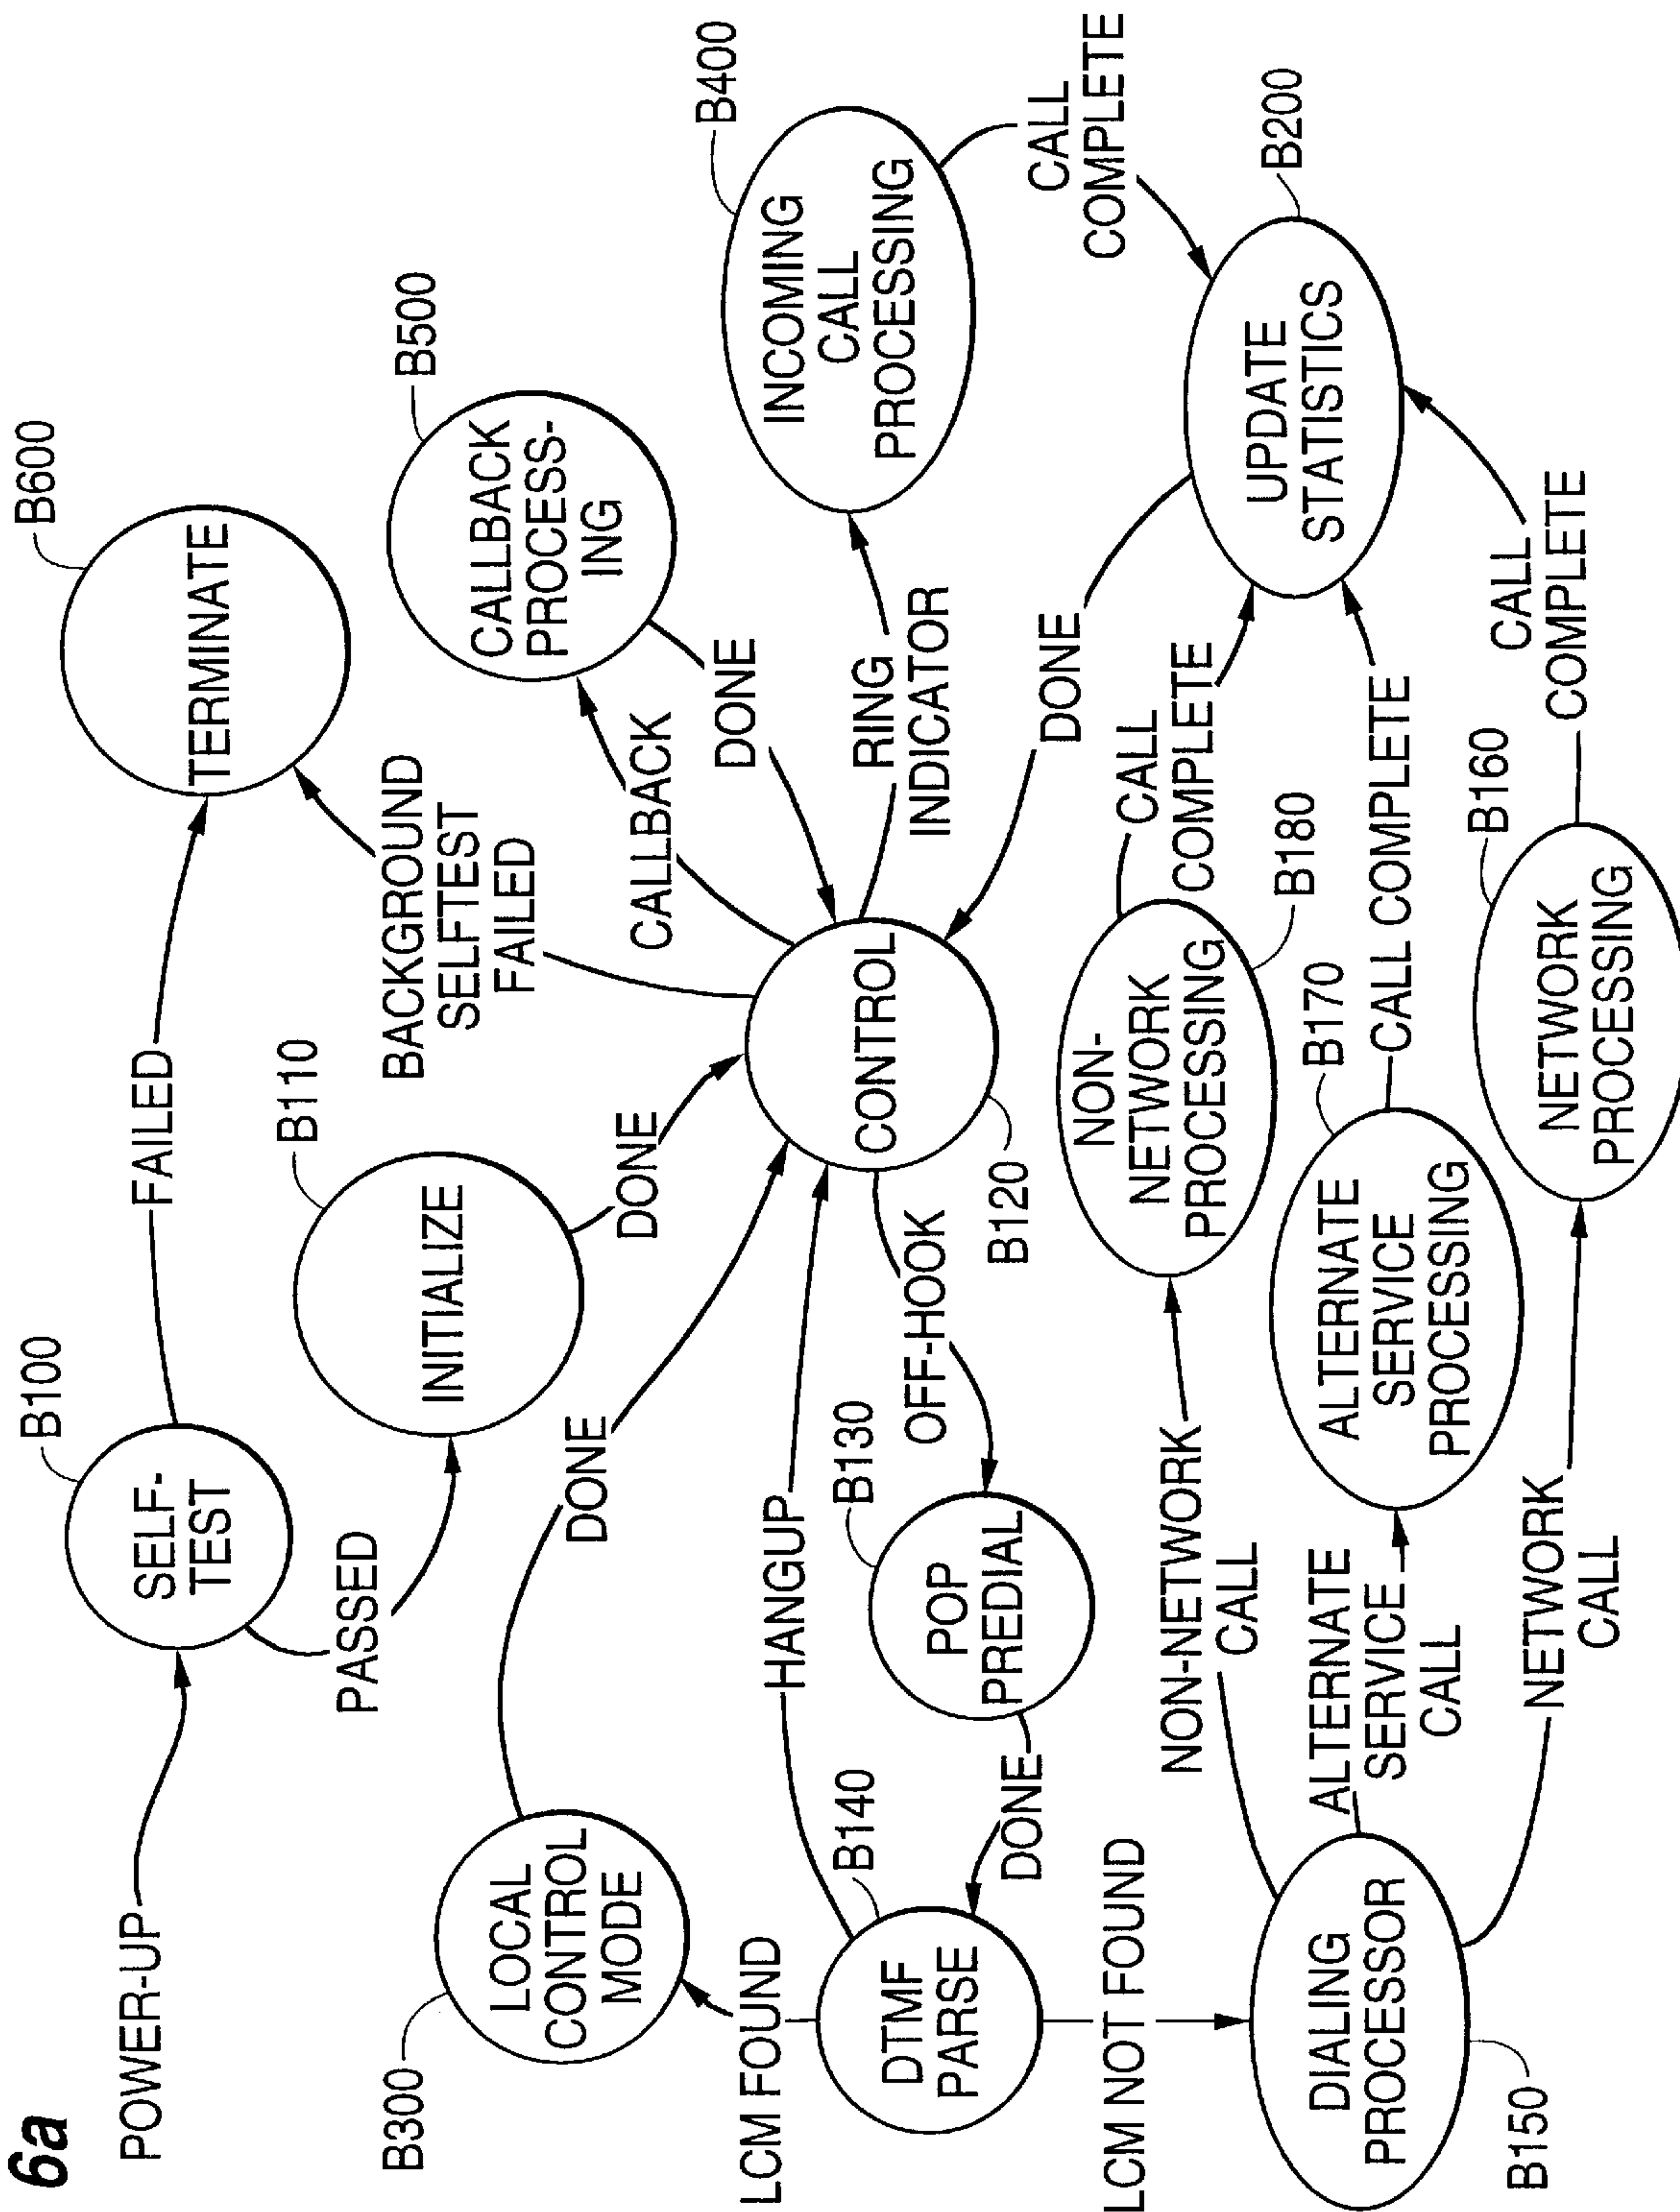 6a
POWER-UP
B100
SELF-
TEST
FAILED
B600
TERMINATE
PASSED
B110
INITIALIZE
DONE
BACKGROUND
SELFTEST
FAILED
B500
CALLBACK
PROCESS-
ING
CALLBACK
DONE
B300
LOCAL
CONTROL
MODE
DONE
B400
INCOMING
CALL
PROCESSING
RING
INDICATOR
CONTROL
B120
HANGUP
OFF-HOOK
B130
POP
PREDIAL
DONE
LCM FOUND
B140
DTMF
PARSE
LCM NOT FOUND
CALL
COMPLETE
B200
UPDATE
STATISTICS
DONE
NON-
NETWORK
PROCESSING
B180
CALL
COMPLETE
NON-NETWORK
CALL
ALTERNATE
SERVICE
CALL
B170
ALTERNATE
SERVICE
PROCESSING
CALL COMPLETE
DIALING
PROCESSOR
B150
NETWORK
CALL
B160
NETWORK
PROCESSING
CALL
COMPLETE